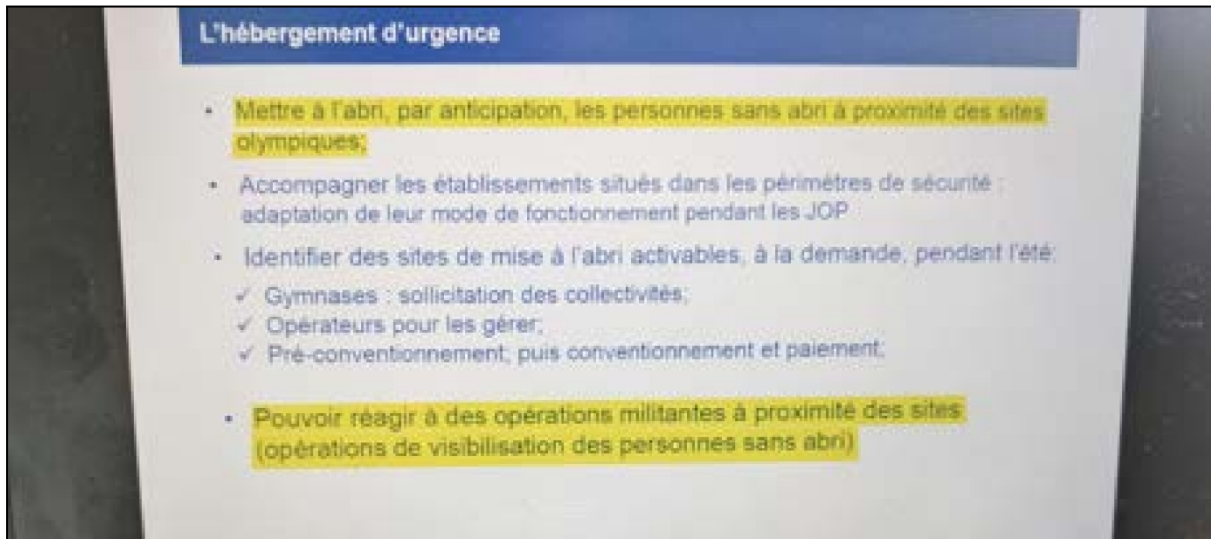 L'hébergement d'urgence
• Mettre à l'abri, par anticipation, les personnes sans abri à proximité des sites
olympiques;
• Accompagner les établissements situés dans les périmètres de sécurité :
adaptation de leur mode de fonctionnement pendant les JOP
• Identifier des sites de mise à l'abri activables, à la demande, pendant l'été:
✓ Gymnases : sollicitation des collectivités;
✓ Opérateurs pour les gérer;
✓ Pré-conventionnement; puis conventionnement et paiement;
• Pouvoir réagir à des opérations militantes à proximité des sites
(opérations de visibilisation des personnes sans abri)